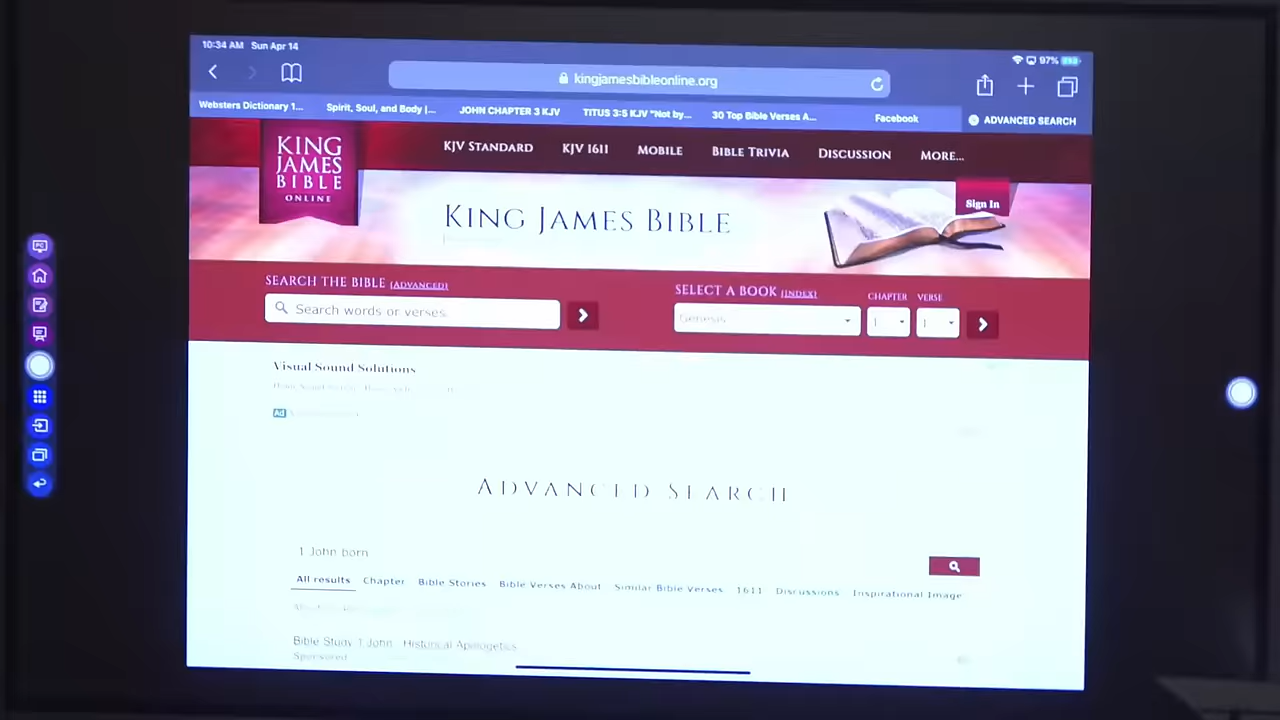 10:34 AM Sun Apr 14
97%
kingjamesbibleonline.org
Websters Dictionary 1... Spirit, Soul, and Body |... JOHN CHAPTER 3 KJV TITUS 3:5 KJV "Not by... 30 Top Bible Verses A... Facebook ADVANCED SEARCH
KING JAMES BIBLE ONLINE
KJV STANDARD KJV 1611 MOBILE BIBLE TRIVIA DISCUSSION MORE...
Sign In
KING JAMES BIBLE
SEARCH THE BIBLE (ADVANCED) SELECT A BOOK (INDEX) CHAPTER VERSE
Search words or verses Genesis 1 1
Visual Sound Solutions
Ad
ADVANCED SEARCH
1 John born
All results Chapter Bible Stories Bible Verses About Similar Bible Verses 1611 Discussions Inspirational Image
Bible Study 1 John - Historical Apologetics
Sponsored